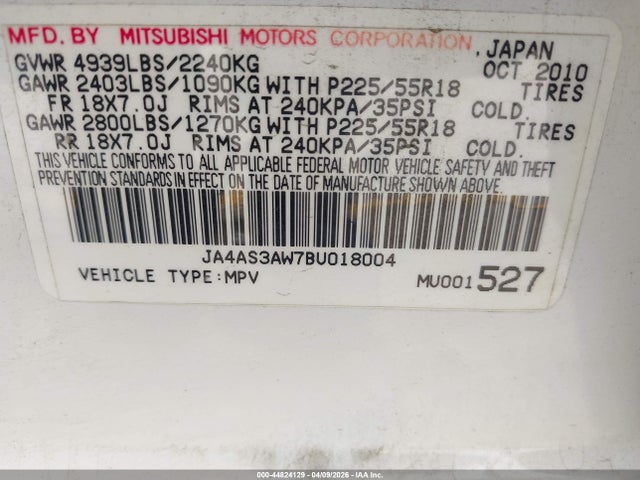 MFD. BY MITSUBISHI MOTORS CORPORATION, JAPAN
GVWR 4939LBS/2240KG OCT 2010
GAWR 2403LBS/1090KG WITH P225/55R18 TIRES
FR 18X7.0J RIMS AT 240KPA/35PSI COLD.
GAWR 2800LBS/1270KG WITH P225/55R18 TIRES
RR 18X7.0J RIMS AT 240KPA/35PSI COLD.
THIS VEHICLE CONFORMS TO ALL APPLICABLE FEDERAL MOTOR VEHICLE SAFETY AND THEFT
PREVENTION STANDARDS IN EFFECT ON THE DATE OF MANUFACTURE SHOWN ABOVE.
JA4AS3AW7BU018004
VEHICLE TYPE:MPV MU001527
000-44824129 - 04/09/2026 - IAA Inc.